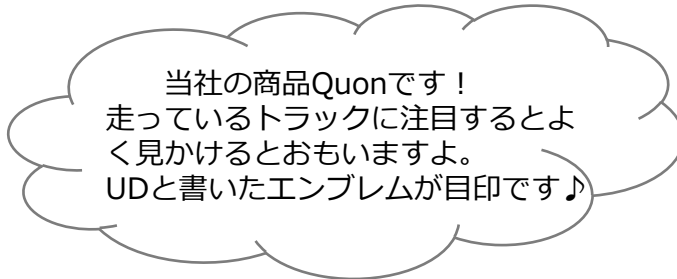 当社の商品Quonです！
走っているトラックに注目するとよ
く見かけるとおもいますよ。
UDと書いたエンブレムが目印です♪